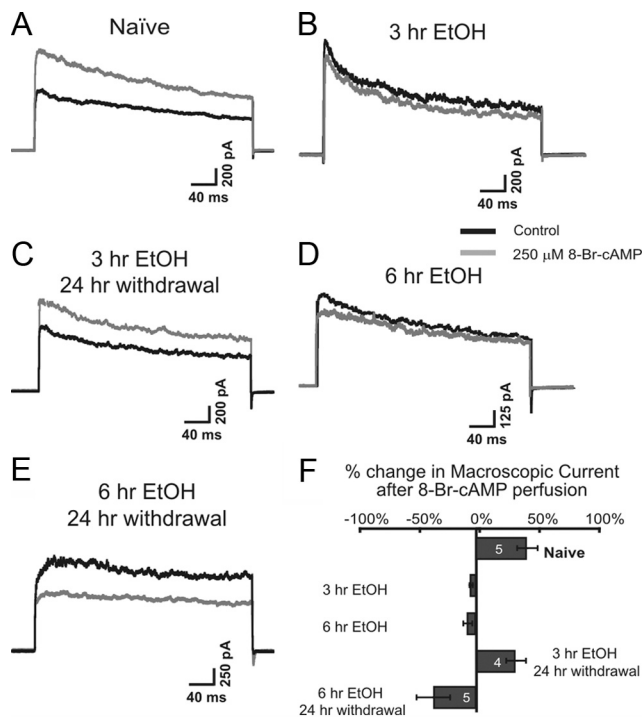 A
Naïve
200 pA
40 ms
B
3 hr EtOH
200 pA
40 ms
Control
250 μM 8-Br-cAMP
C
3 hr EtOH
24 hr withdrawal
200 pA
40 ms
D
6 hr EtOH
125 pA
40 ms
E
6 hr EtOH
24 hr withdrawal
250 pA
40 ms
F
% change in Macroscopic Current
after 8-Br-cAMP perfusion
-100% -50% 0% 50% 100%
5 Naive
3 hr EtOH
6 hr EtOH
4 3 hr EtOH
24 hr withdrawal
6 hr EtOH 5
24 hr withdrawal